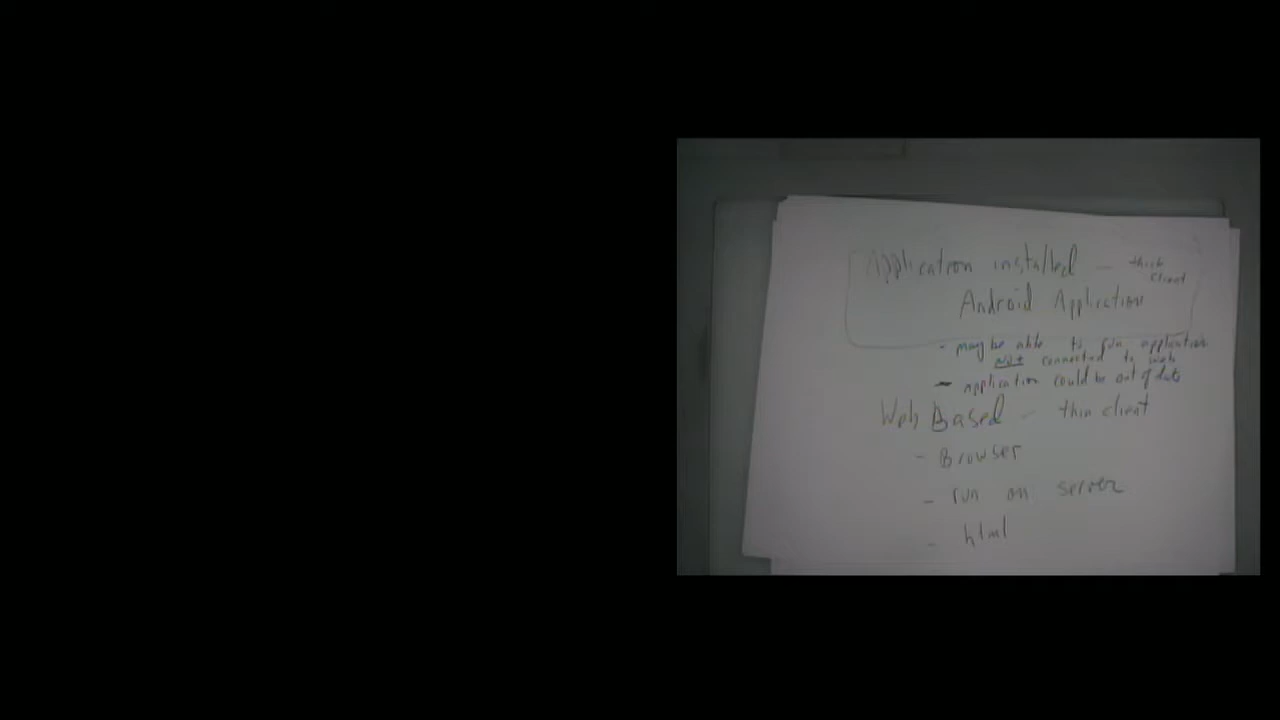 Application installed - thick
client
Android Application
- may be able to run application
not connected to web
- application could be out of date
Web Based - thin client
- Browser
- run on server
- html